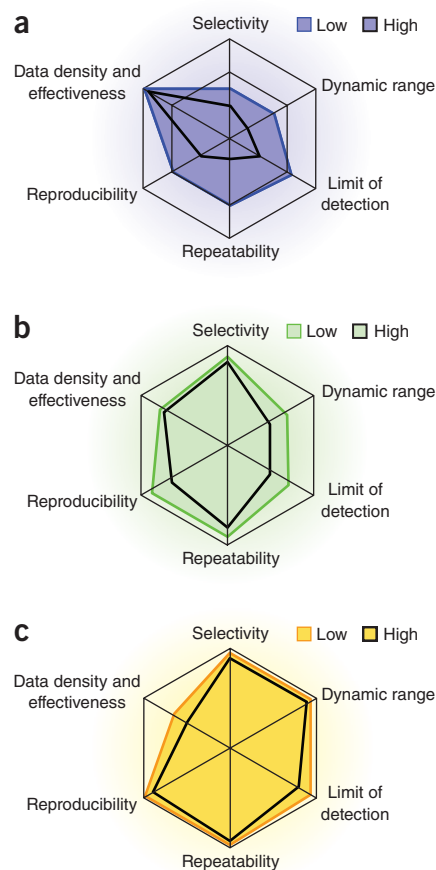 a
Selectivity
Low
High
Data density and
effectiveness
Dynamic range
Reproducibility
Limit of
detection
Repeatability
b
Selectivity
Low
High
Data density and
effectiveness
Dynamic range
Reproducibility
Limit of
detection
Repeatability
c
Selectivity
Low
High
Data density and
effectiveness
Dynamic range
Reproducibility
Limit of
detection
Repeatability